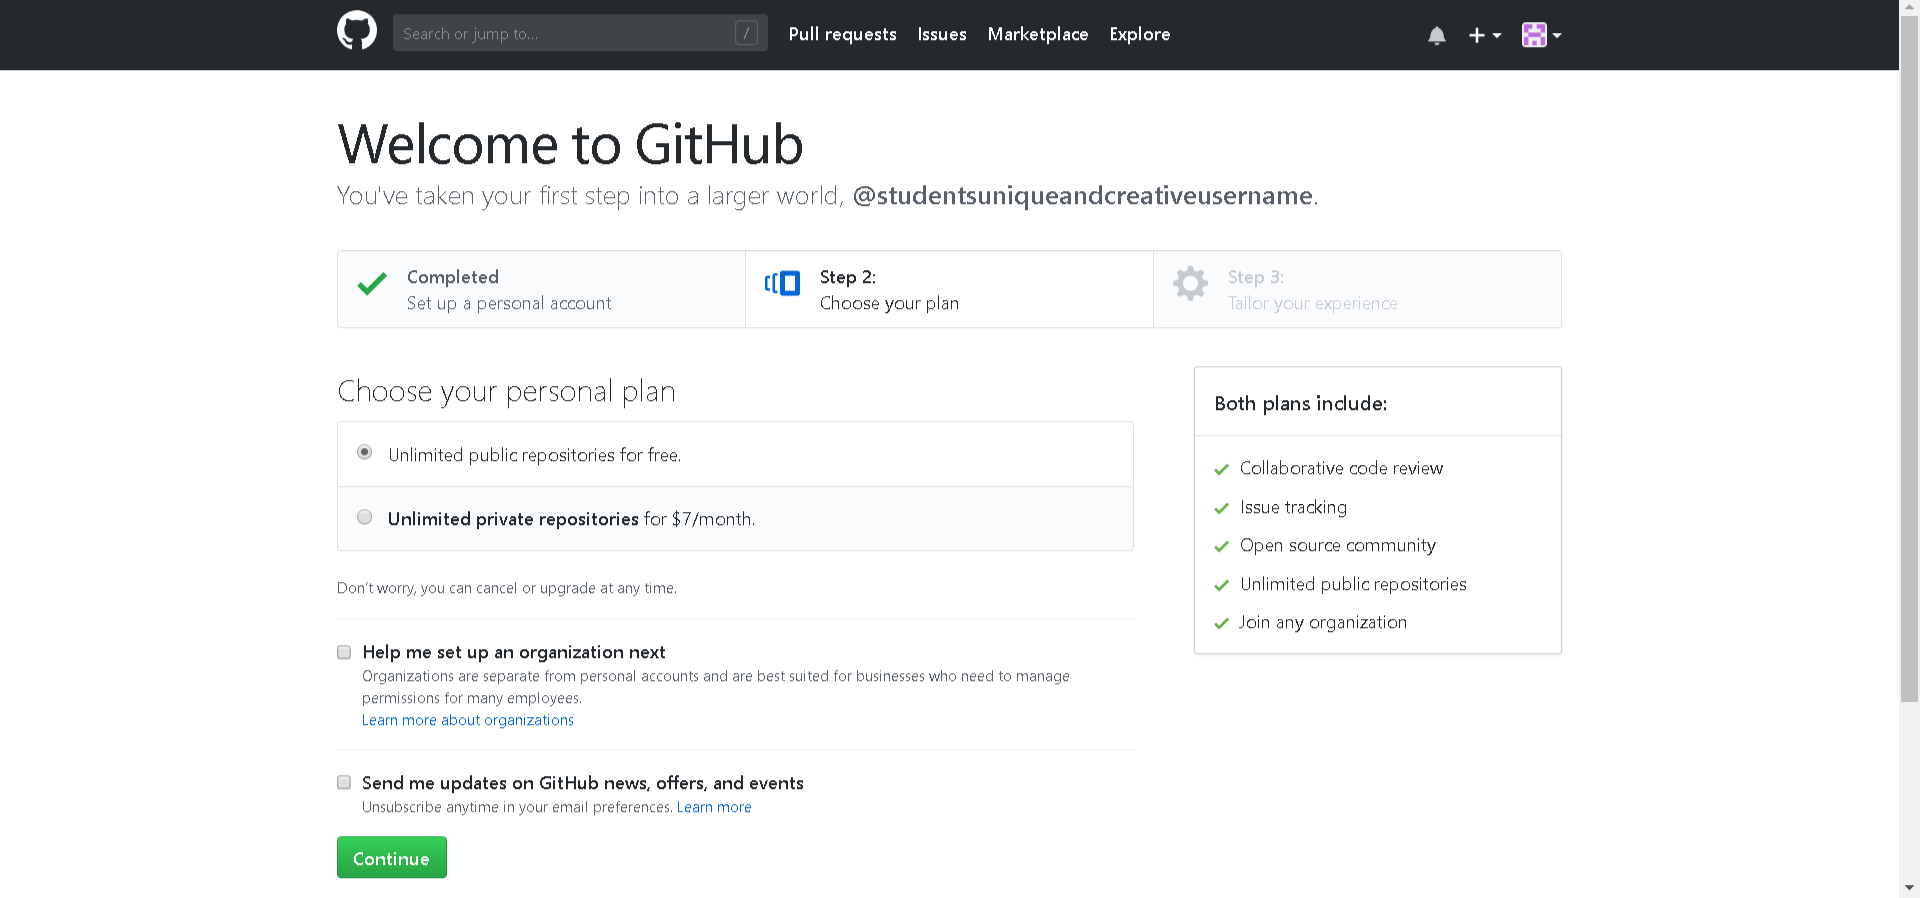 Search or jump to...
/
Pull requests Issues Marketplace Explore
Welcome to GitHub
You've taken your first step into a larger world, @studentsuniqueandcreativeusername.
Completed
Set up a personal account
Step 2:
Choose your plan
Step 3:
Tailor your experience
Choose your personal plan
Unlimited public repositories for free.
Unlimited private repositories for $7/month.
Don't worry, you can cancel or upgrade at any time.
Help me set up an organization next
Organizations are separate from personal accounts and are best suited for businesses who need to manage
permissions for many employees.
Learn more about organizations
Send me updates on GitHub news, offers, and events
Unsubscribe anytime in your email preferences. Learn more
Continue
Both plans include:
Collaborative code review
Issue tracking
Open source community
Unlimited public repositories
Join any organization